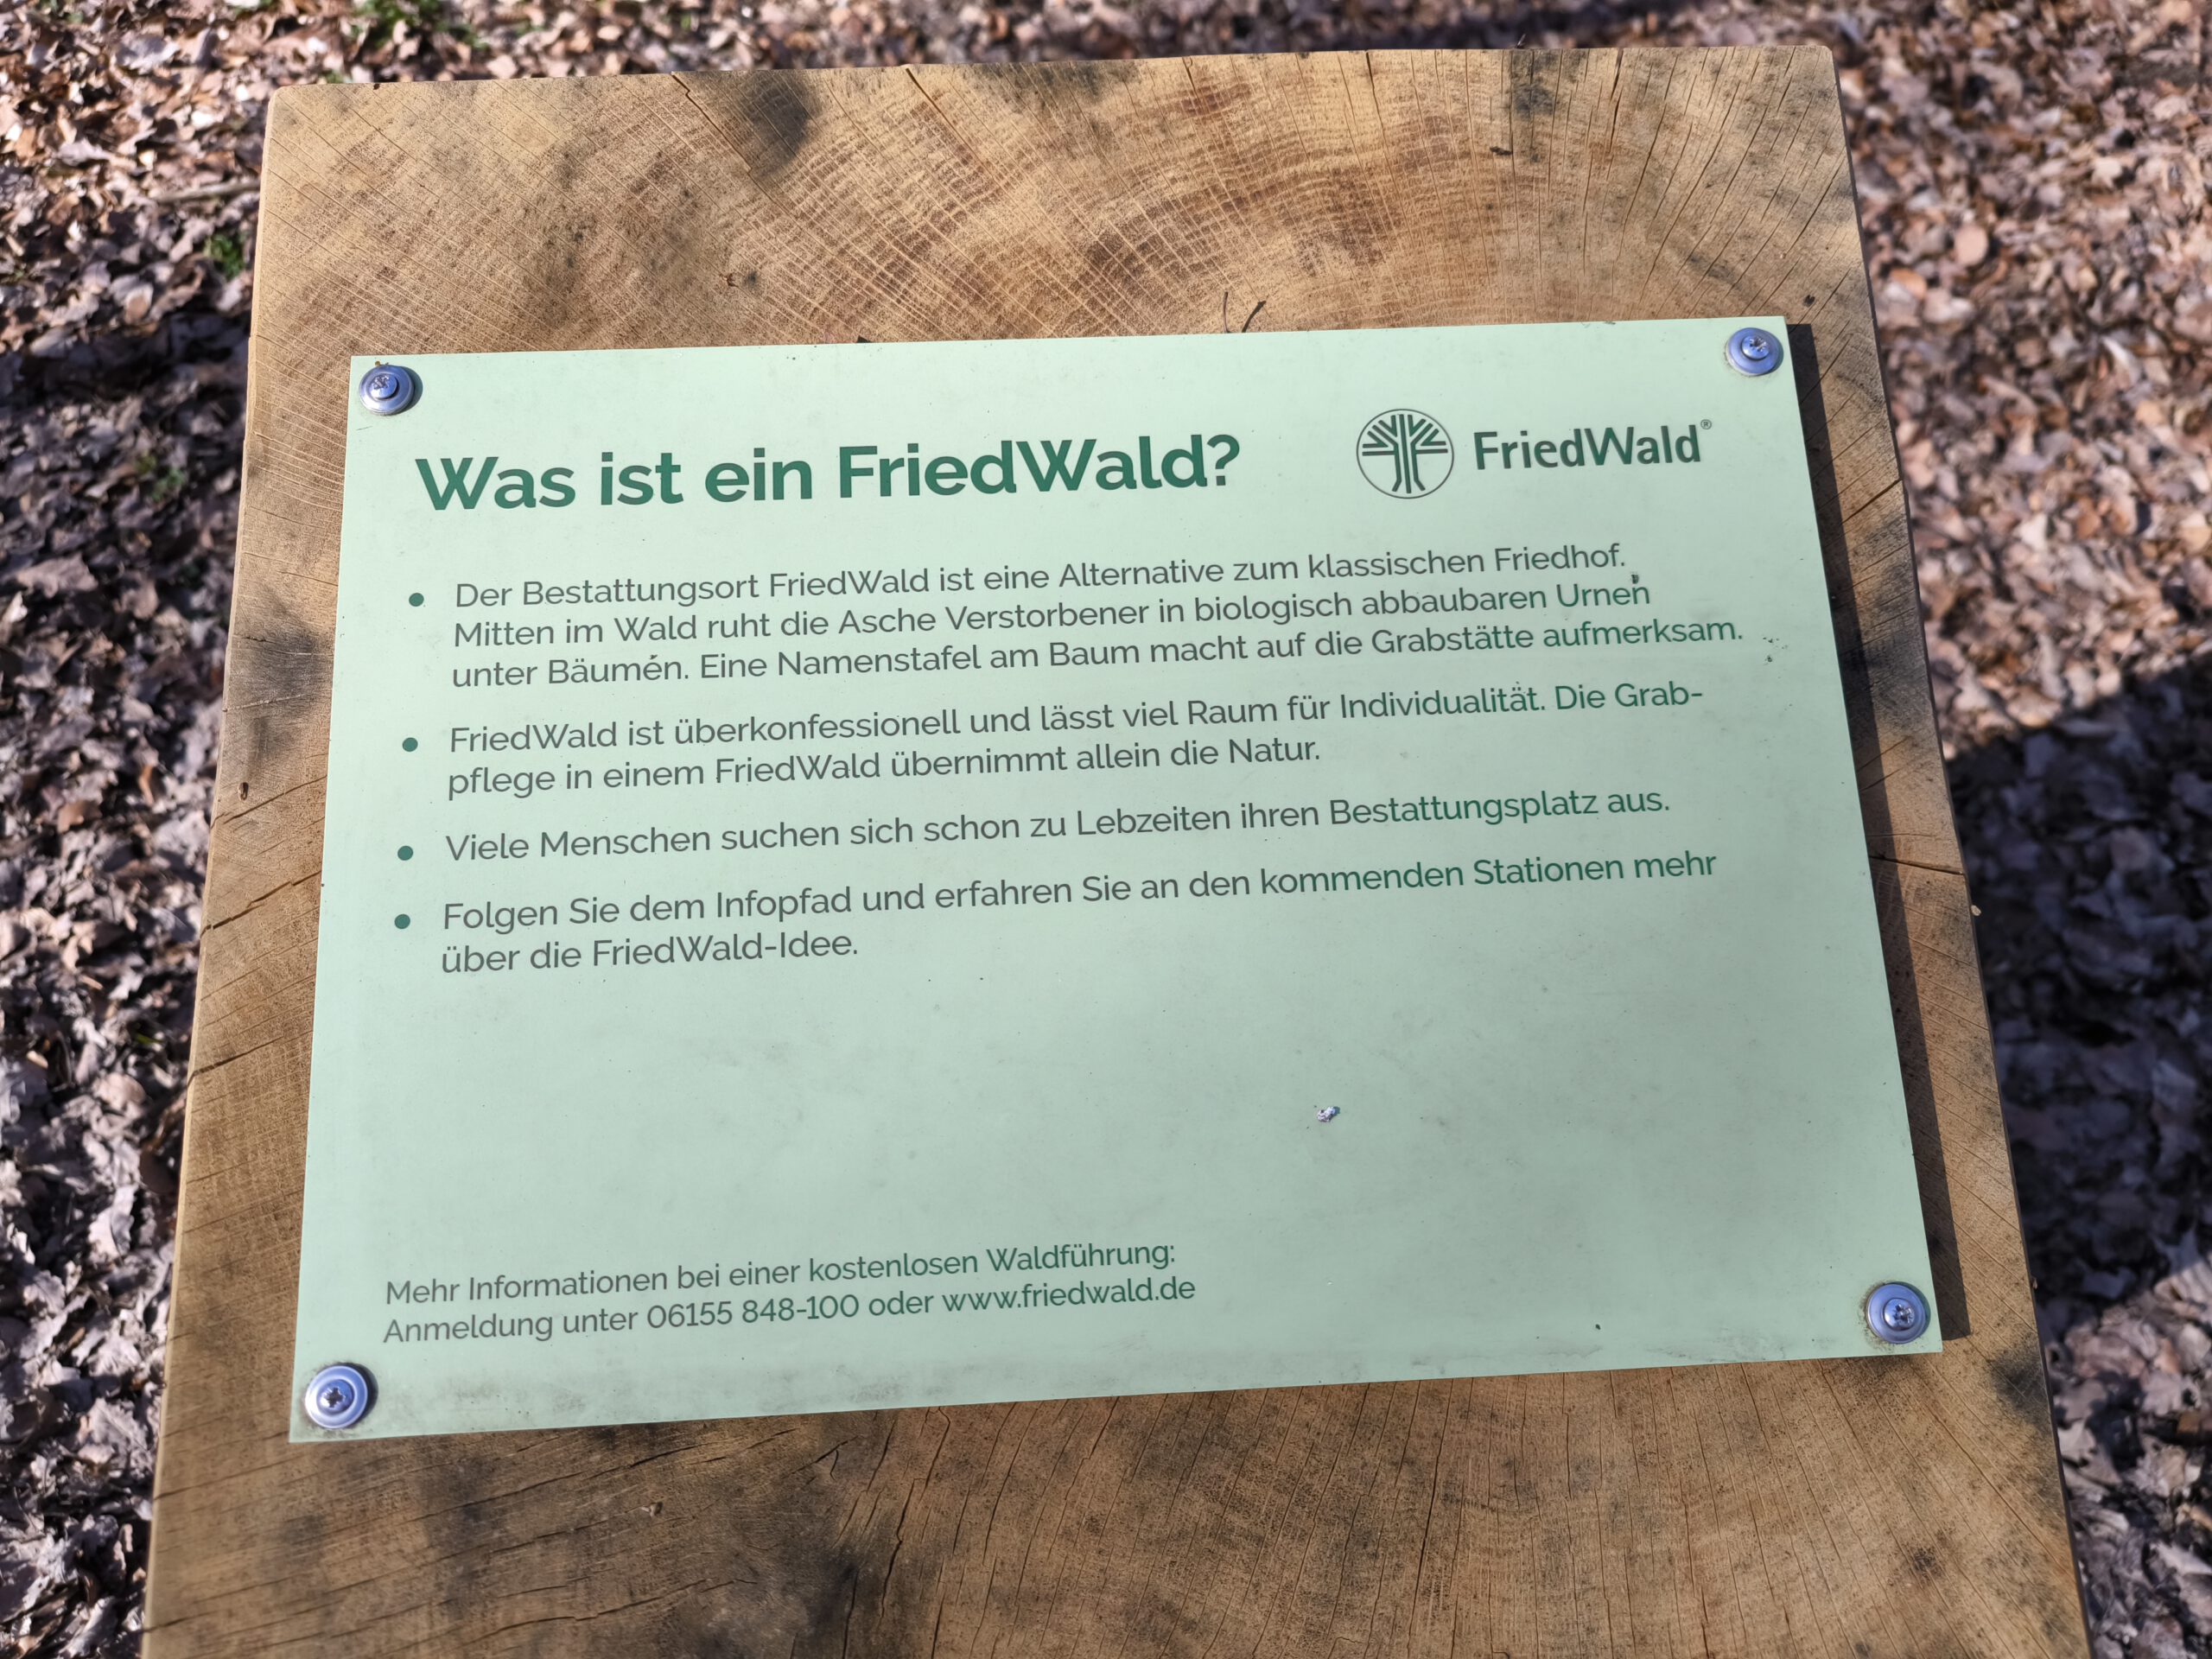 Was ist ein FriedWald?
FriedWald®
• Der Bestattungsort FriedWald ist eine Alternative zum klassischen Friedhof.
Mitten im Wald ruht die Asche Verstorbener in biologisch abbaubaren Urnen
unter Bäumen. Eine Namenstafel am Baum macht auf die Grabstätte aufmerksam.
• FriedWald ist überkonfessionell und lässt viel Raum für Individualität. Die Grab-
pflege in einem FriedWald übernimmt allein die Natur.
• Viele Menschen suchen sich schon zu Lebzeiten ihren Bestattungsplatz aus.
• Folgen Sie dem Infopfad und erfahren Sie an den kommenden Stationen mehr
über die FriedWald-Idee.
Mehr Informationen bei einer kostenlosen Waldführung:
Anmeldung unter 06155 848-100 oder www.friedwald.de